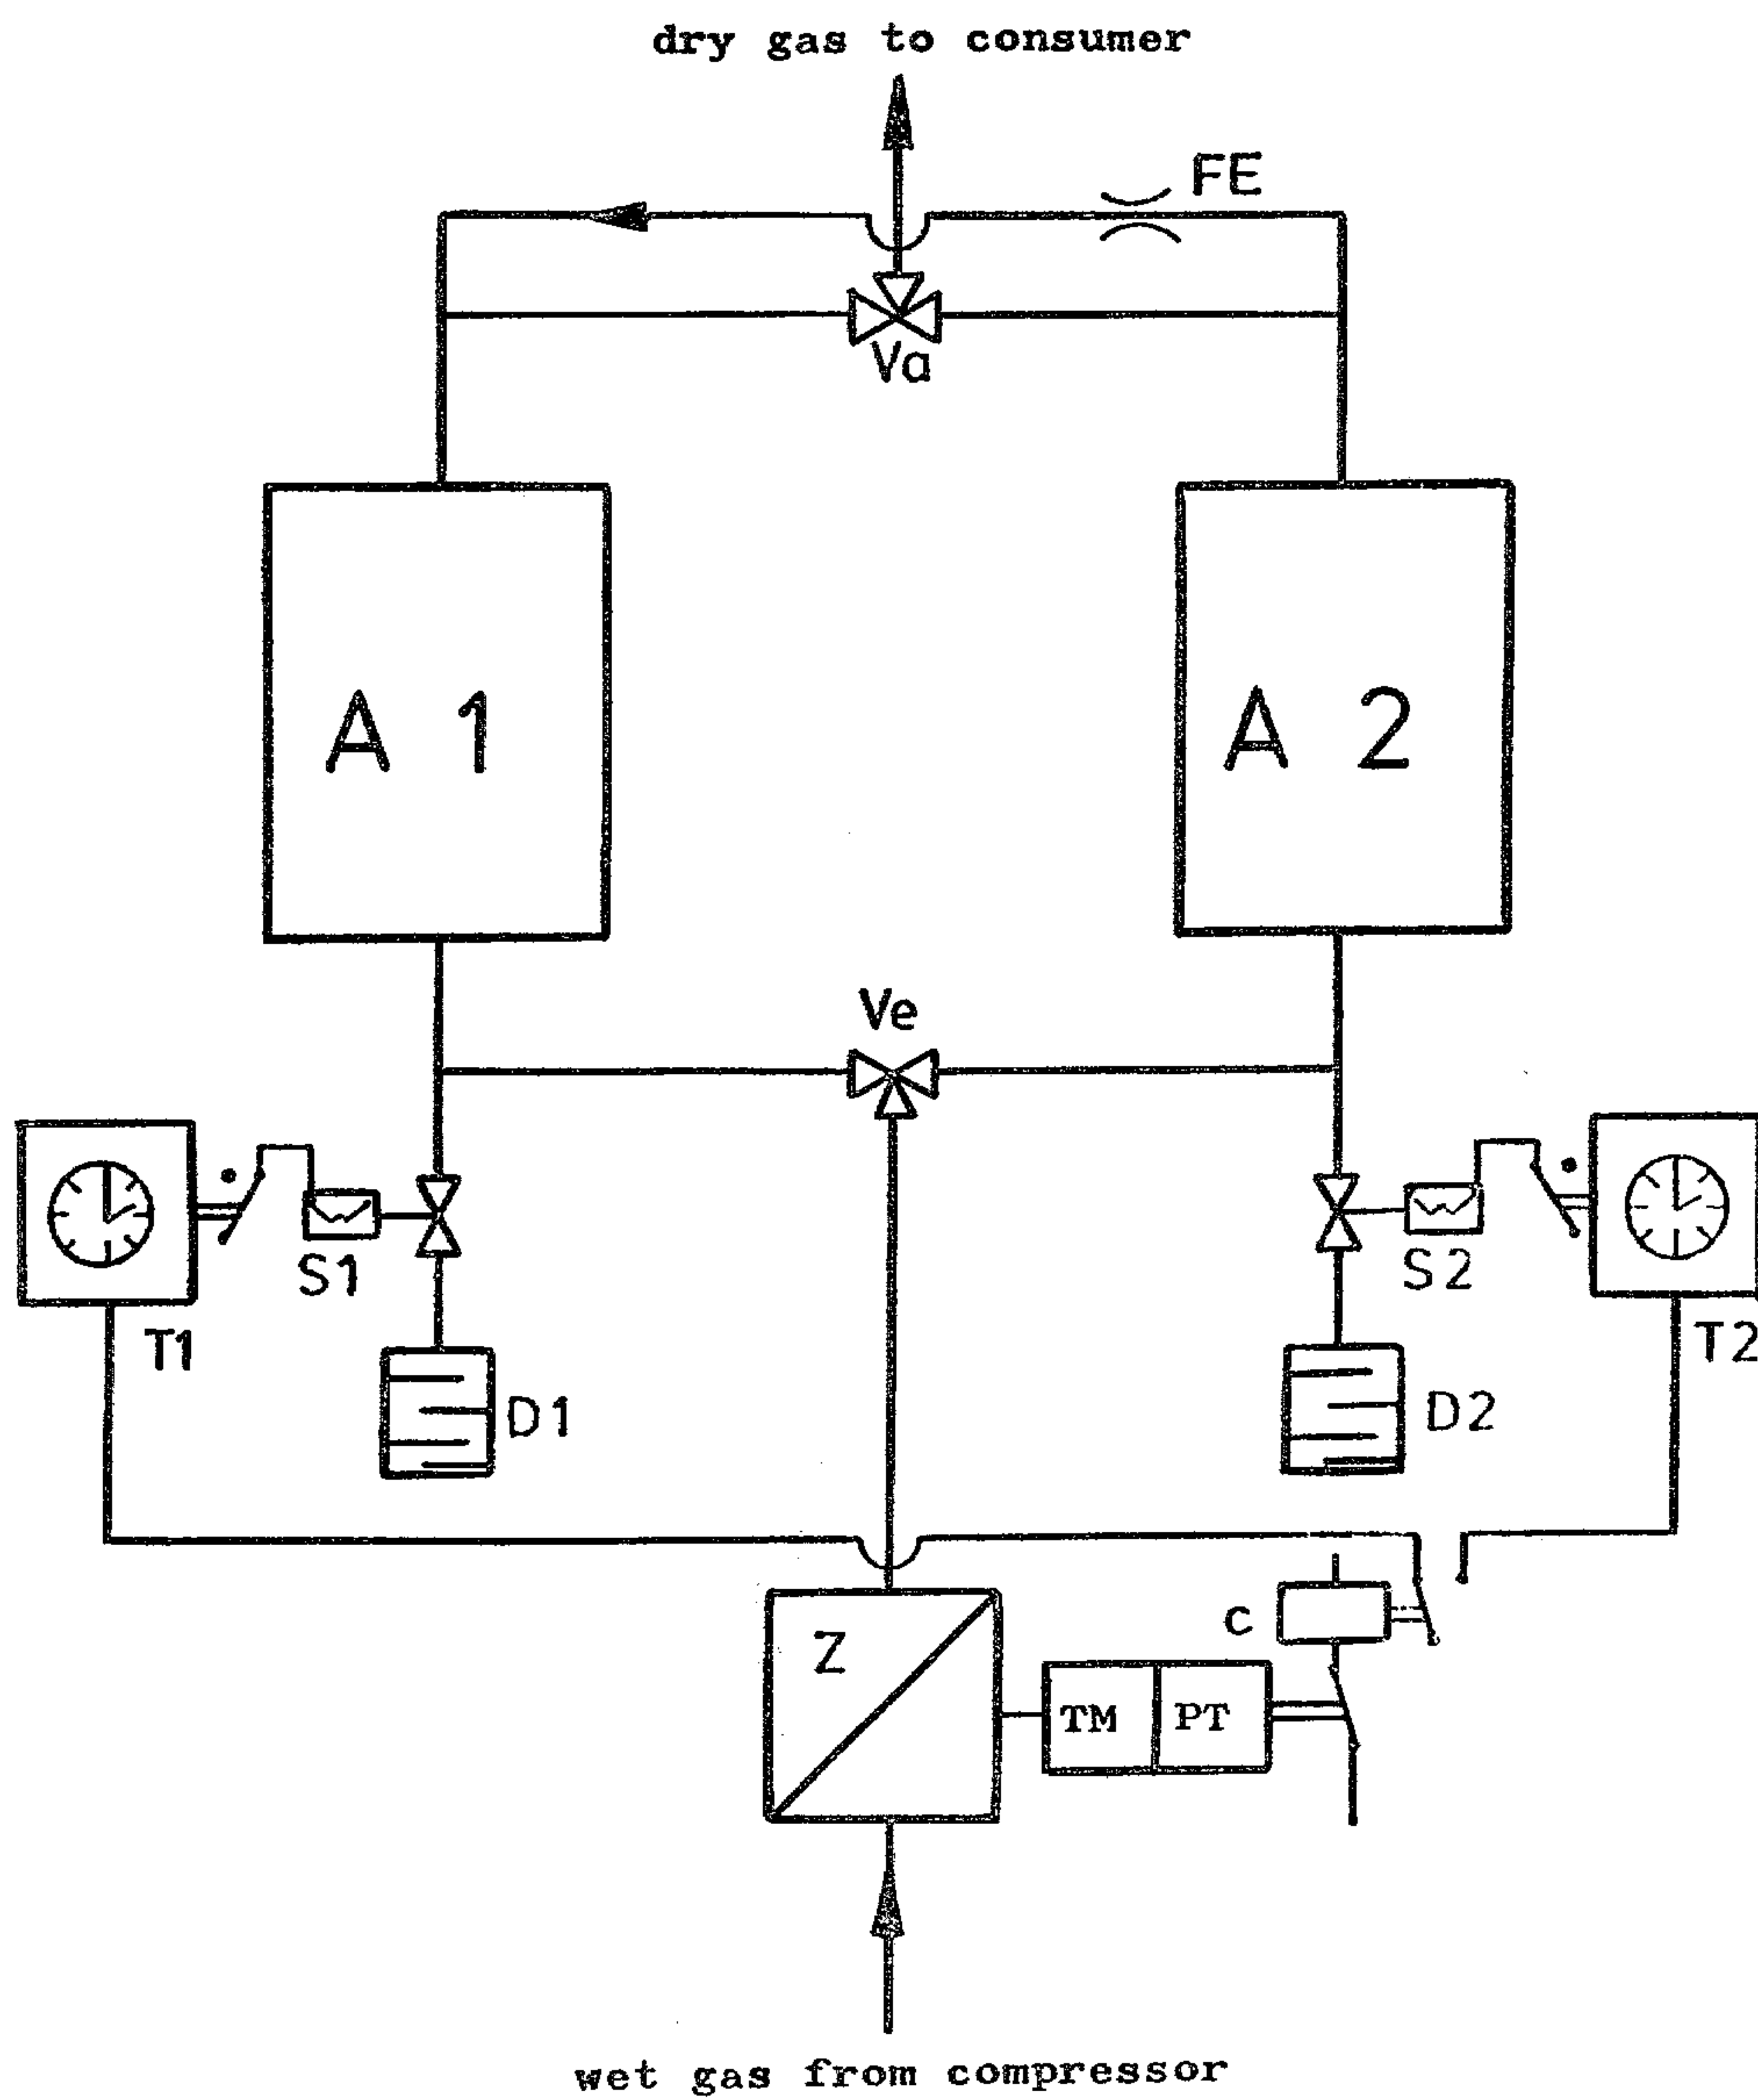 dry gas to consumer
FE
Va
A 1
A 2
Ve
S1
S2
T1
T2
D1
D2
C
Z
TM
PT
wet gas from compressor